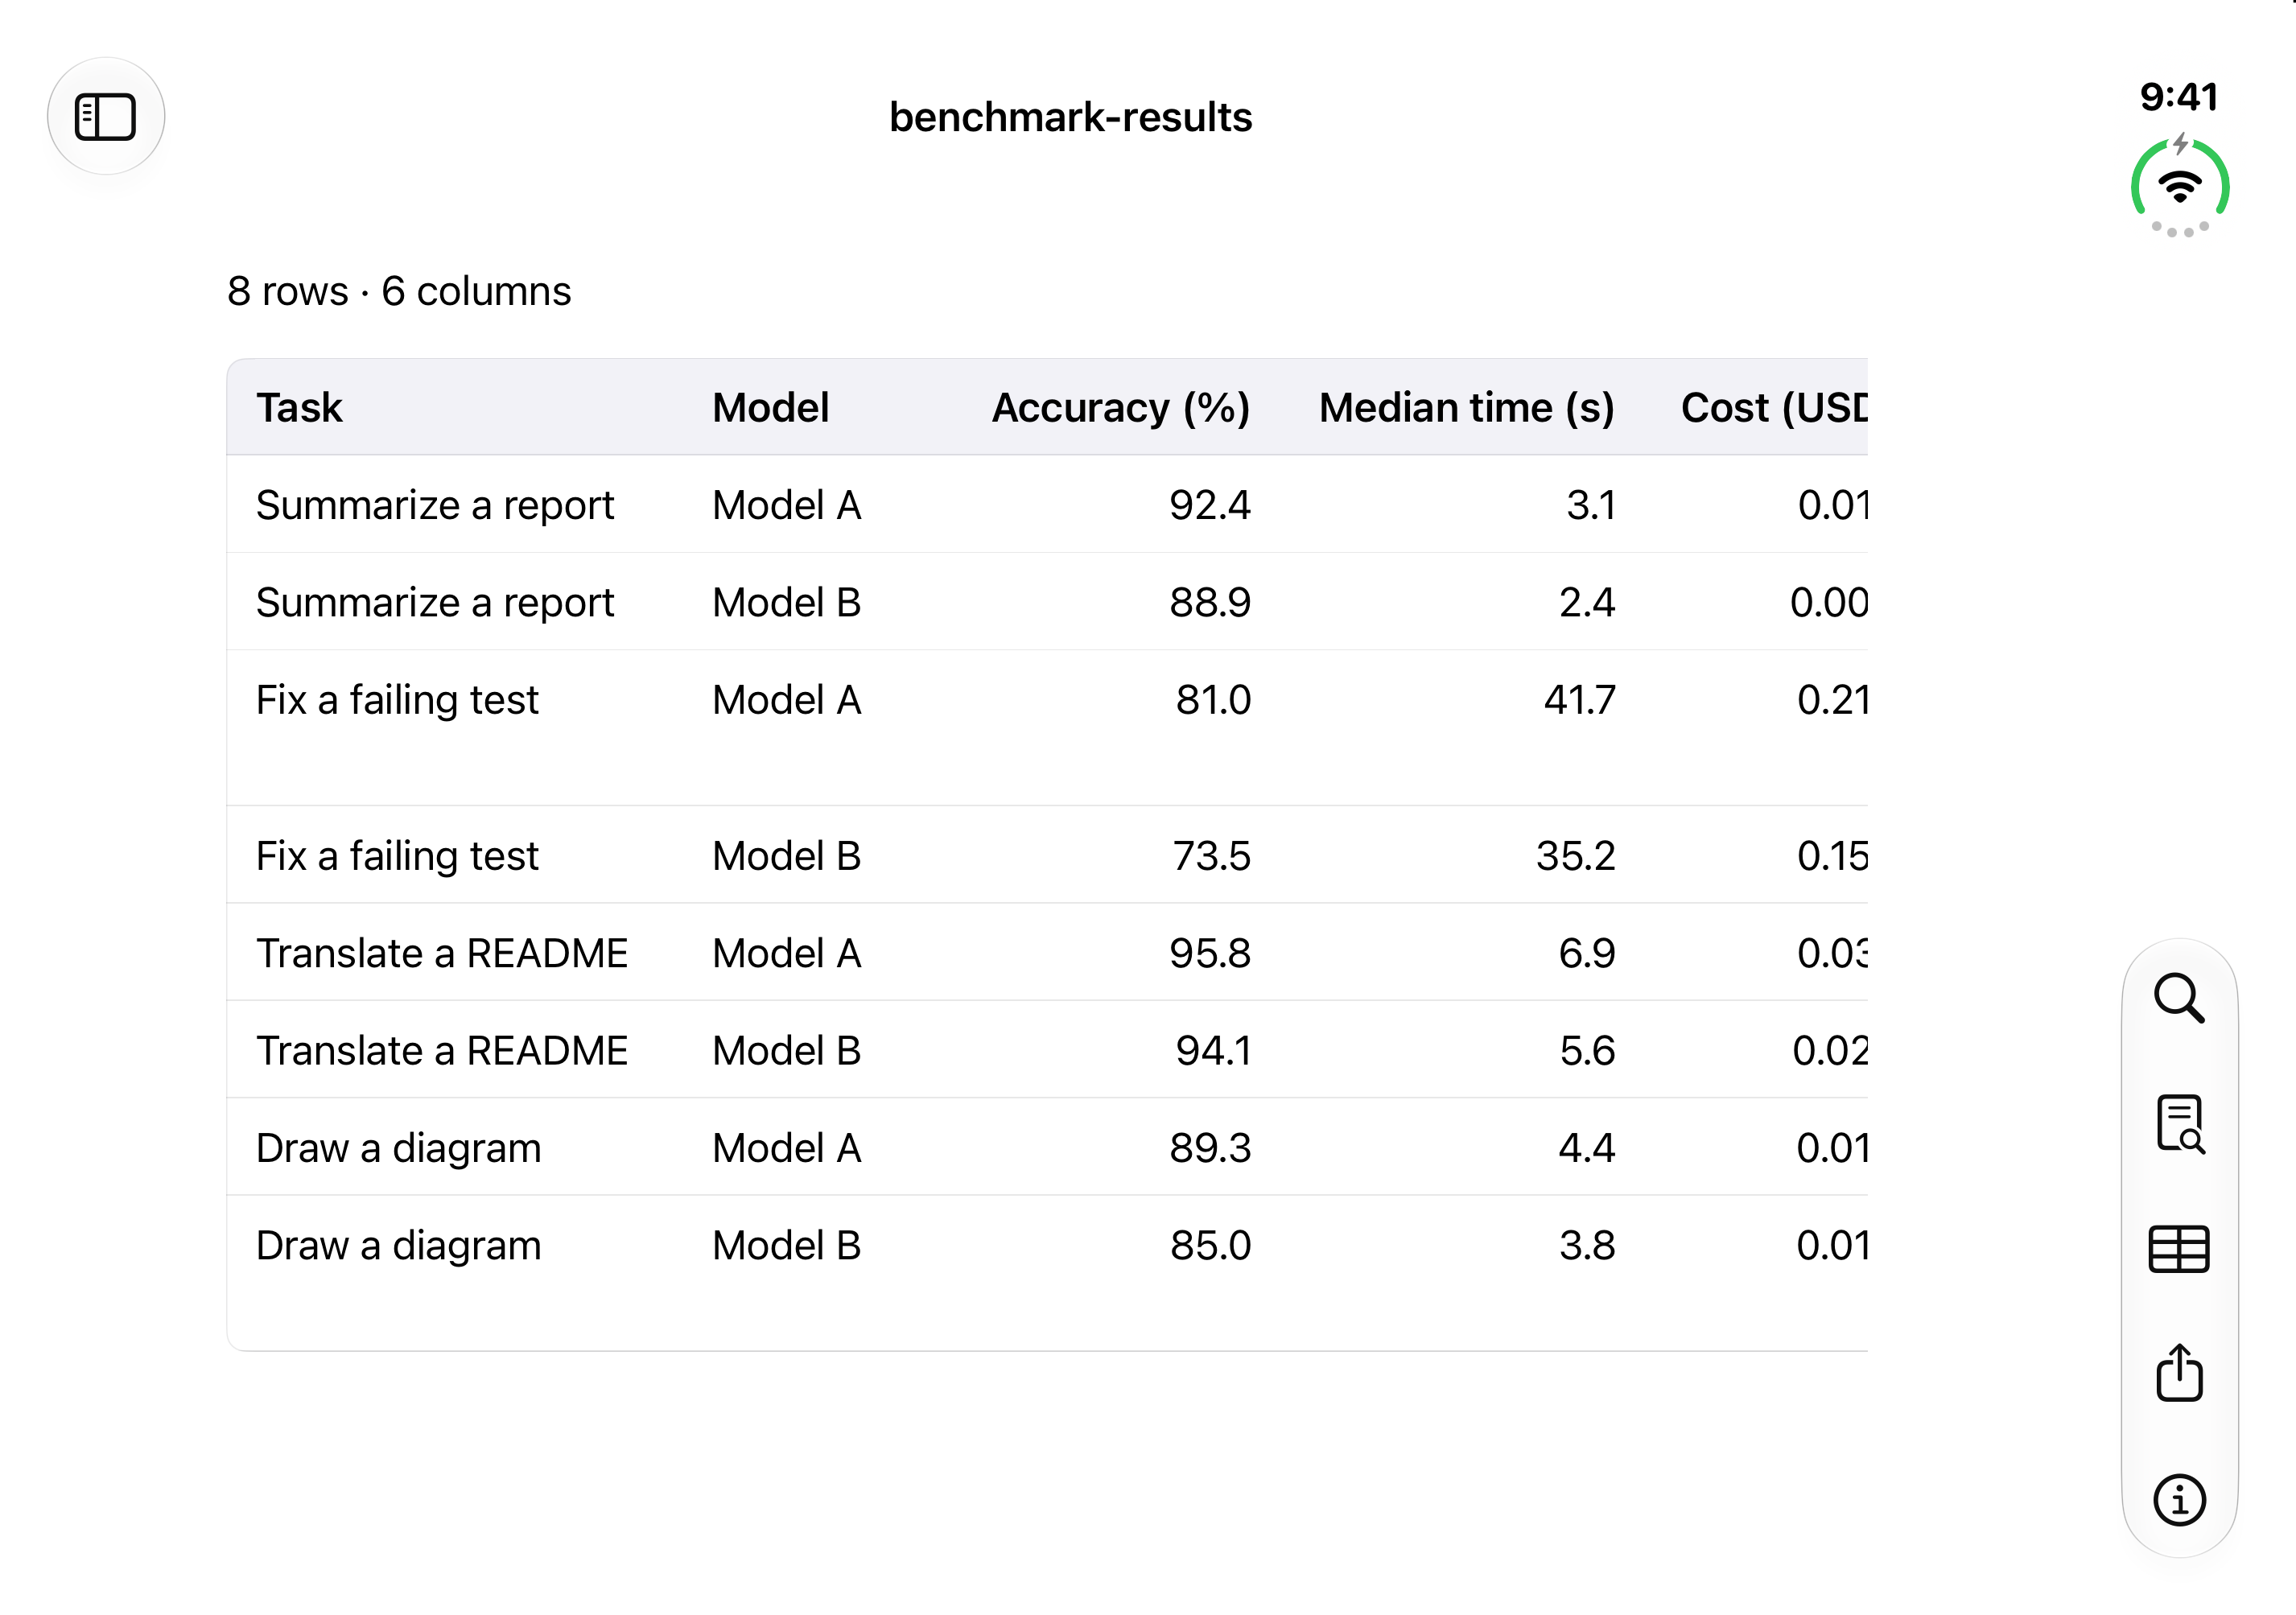 benchmark-results
9:41
8 rows · 6 columns
Task Model Accuracy (%) Median time (s) Cost (USD
Summarize a report Model A 92.4 3.1 0.01
Summarize a report Model B 88.9 2.4 0.00
Fix a failing test Model A 81.0 41.7 0.21
Fix a failing test Model B 73.5 35.2 0.15
Translate a README Model A 95.8 6.9 0.03
Translate a README Model B 94.1 5.6 0.02
Draw a diagram Model A 89.3 4.4 0.01
Draw a diagram Model B 85.0 3.8 0.01